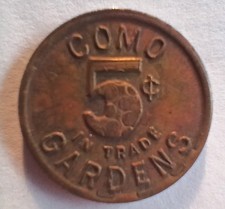 COMO
5¢
IN TRADE
GARDENS